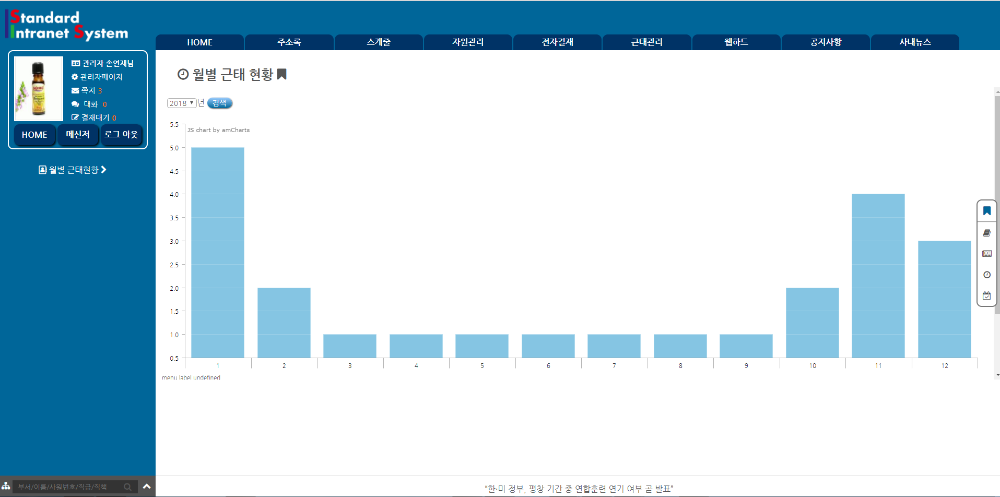 Standard
Intranet System
HOME 주소록 스케줄 자원관리 전자결재 근태관리 웹하드 공지사항 사내뉴스
관리자 손연재님
관리자페이지
쪽지 3
대화 0
결재대기 0
HOME 메신저 로그 아웃
월별 근태현황
월별 근태 현황
2018 년 검색
JS chart by amCharts
5.5
5.0
4.5
4.0
3.5
3.0
2.5
2.0
1.5
1.0
0.5
1 2 3 4 5 6 7 8 9 10 11 12
menu label undefined
부서/이름/사원번호/직급/직책
“한·미 정부, 평창 기간 중 연합훈련 연기 여부 곧 발표”